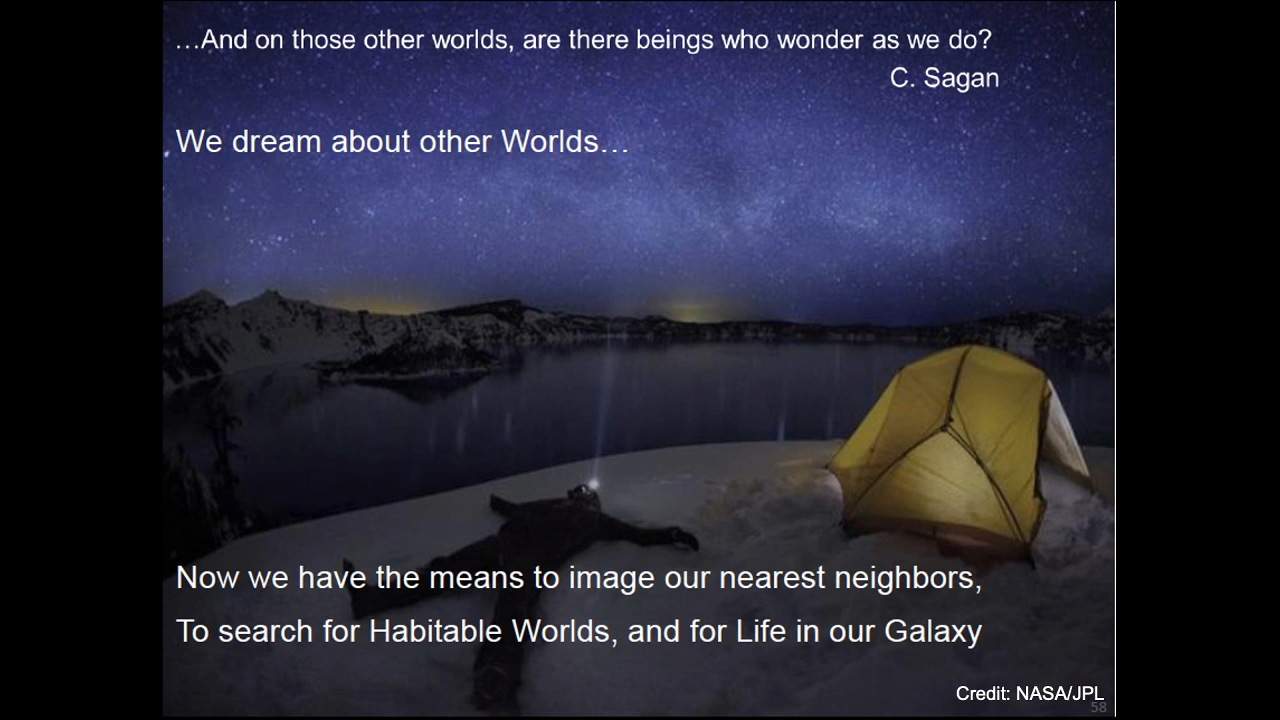 …And on those other worlds, are there beings who wonder as we do?
C. Sagan
We dream about other Worlds…
Now we have the means to image our nearest neighbors,
To search for Habitable Worlds, and for Life in our Galaxy
Credit: NASA/JPL
58